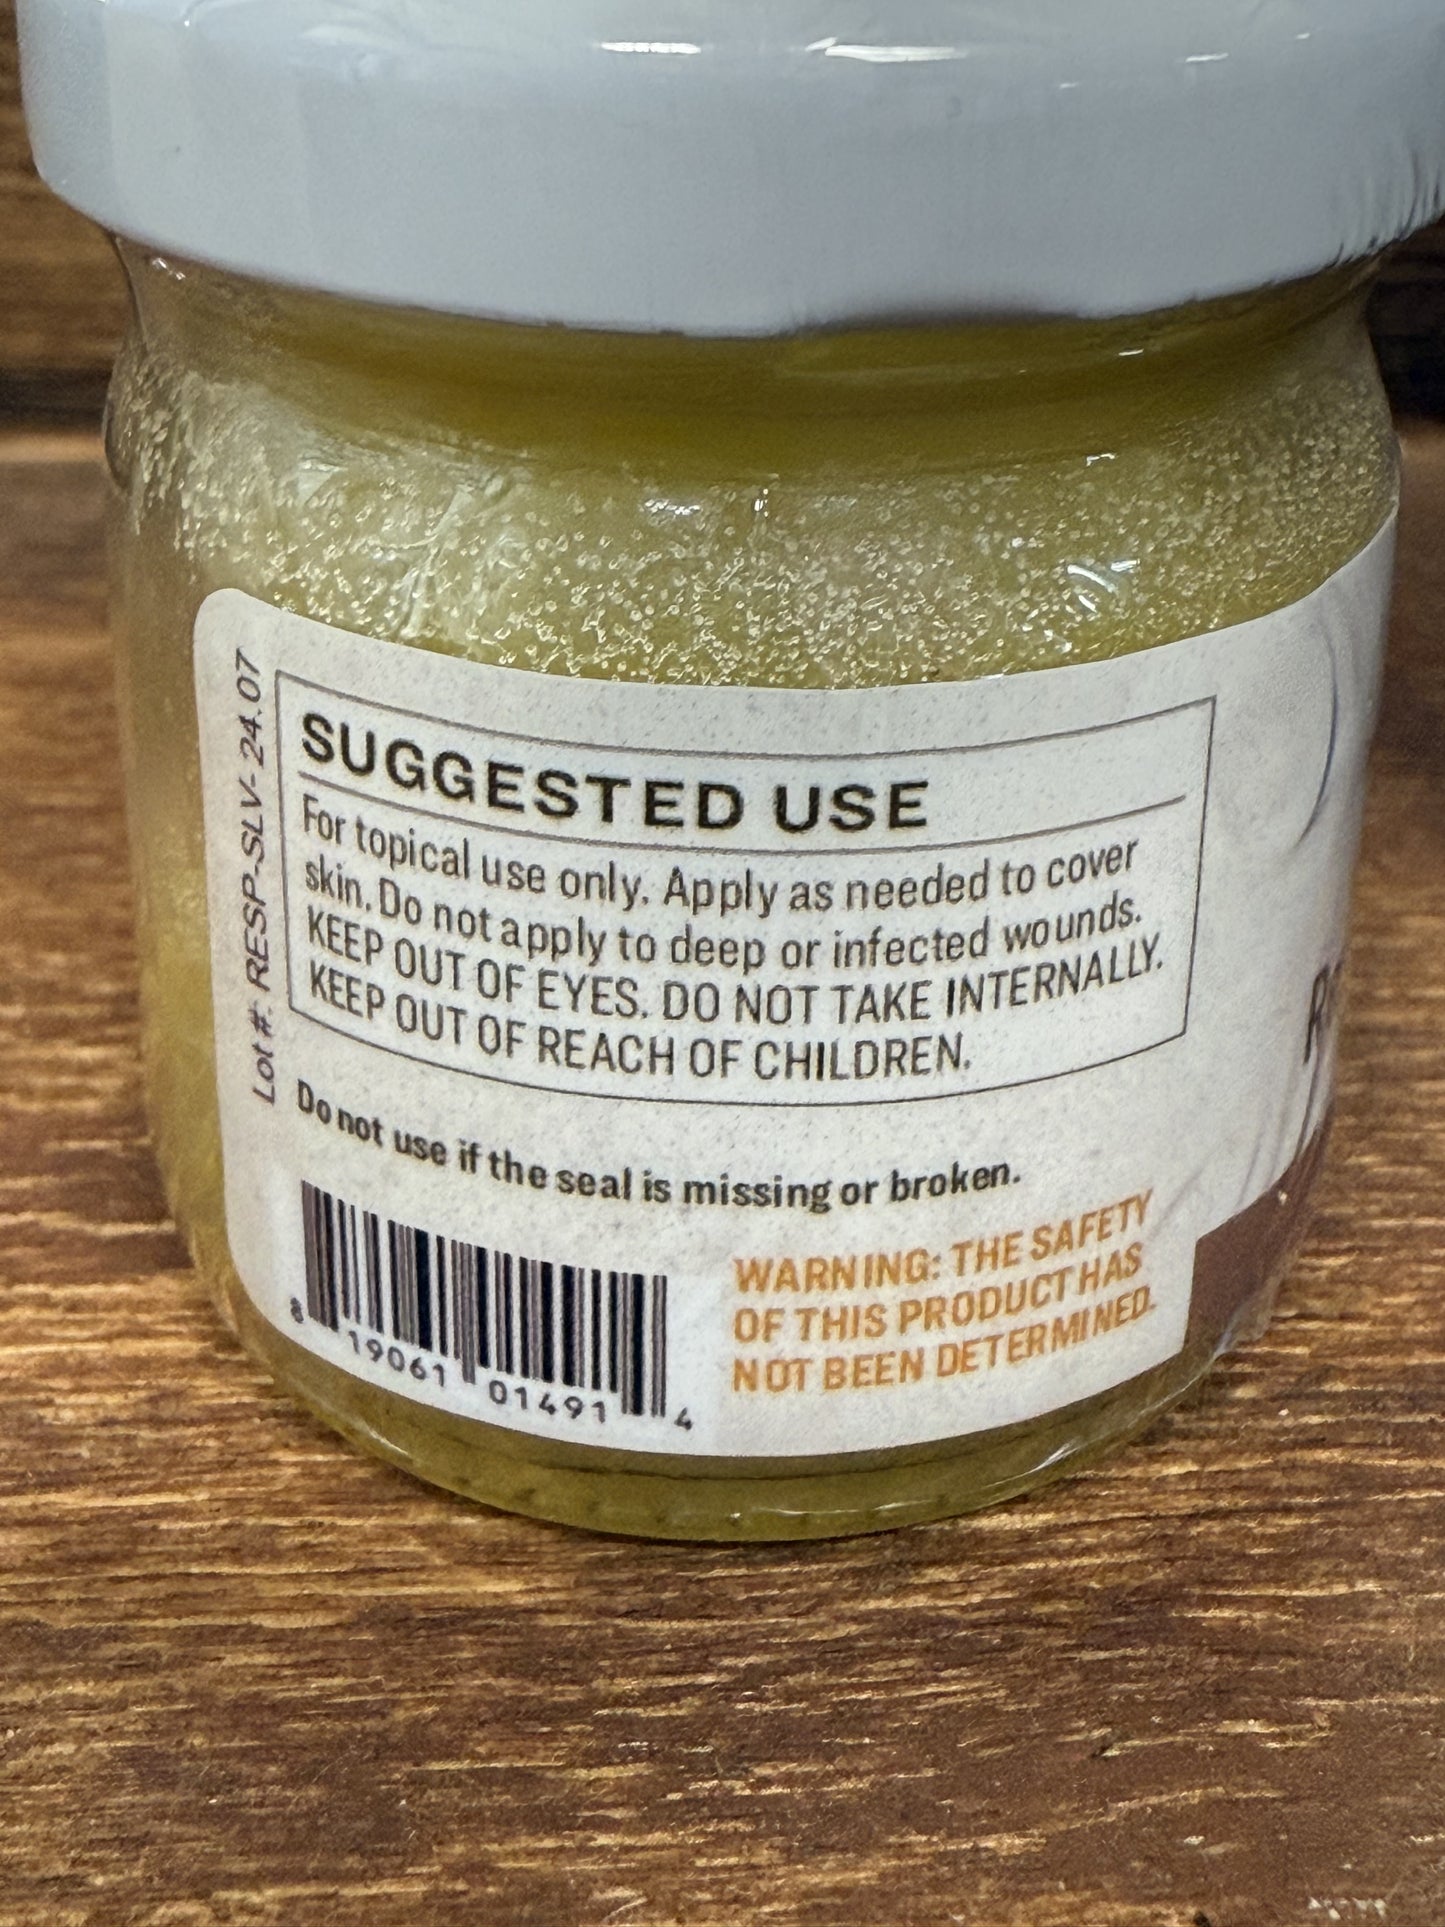 Lot #: RESP-SLV-24.07
SUGGESTED USE
For topical use only. Apply as needed to cover
skin. Do not apply to deep or infected wounds.
KEEP OUT OF EYES. DO NOT TAKE INTERNALLY.
KEEP OUT OF REACH OF CHILDREN.
Do not use if the seal is missing or broken.
WARNING: THE SAFETY
OF THIS PRODUCT HAS
NOT BEEN DETERMINED.
8 19061 01491 4